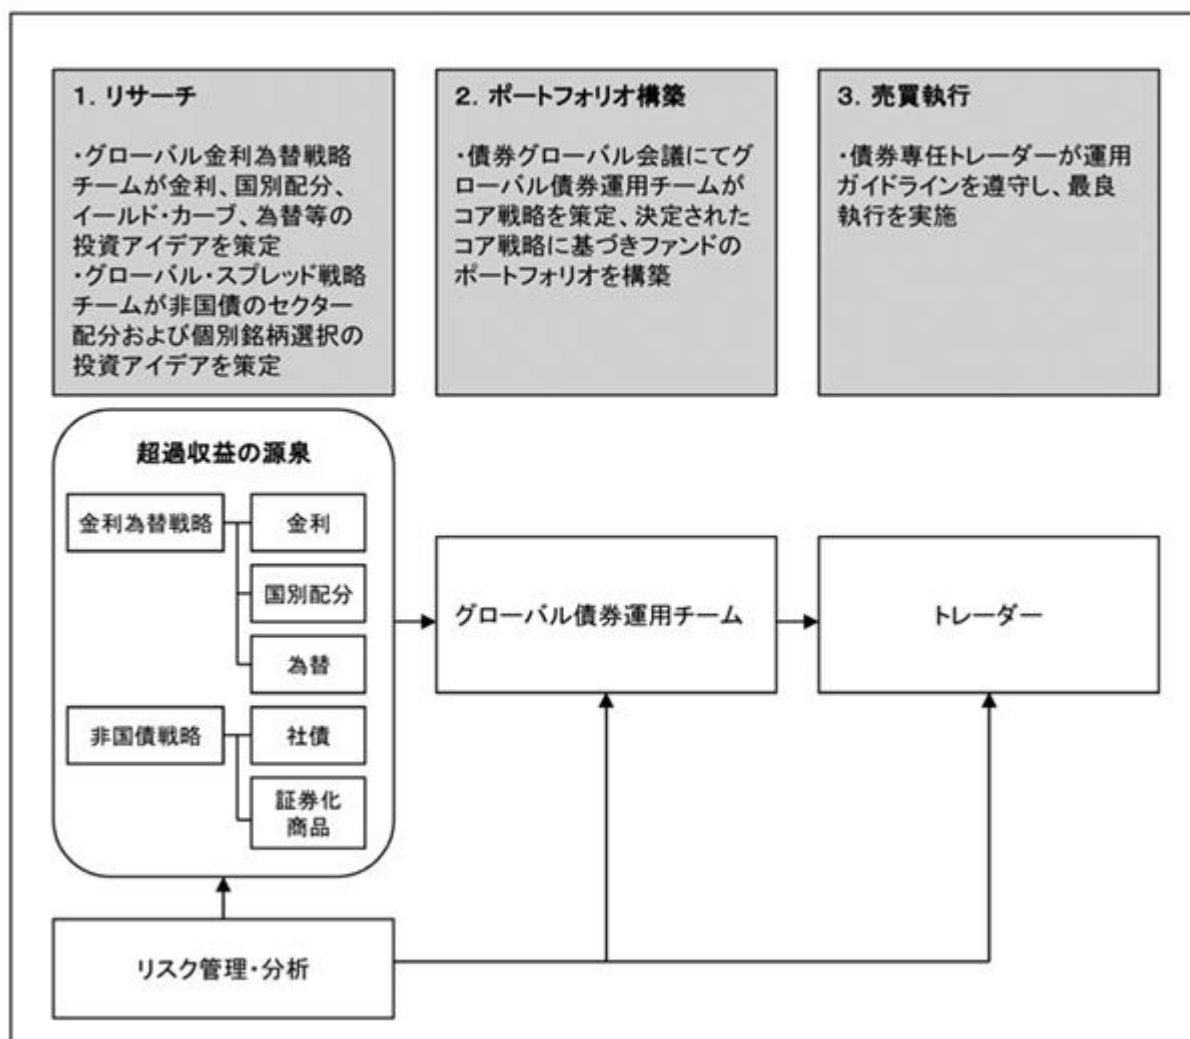 1. リサーチ
・グローバル金利為替戦略
チームが金利、国別配分、
イールド・カーブ、為替等の
投資アイデアを策定
・グローバル・スプレッド戦略
チームが非国債のセクター
配分および個別銘柄選択の
投資アイデアを策定
2. ポートフォリオ構築
・債券グローバル会議にてグ
ローバル債券運用チームが
コア戦略を策定、決定された
コア戦略に基づきファンドの
ポートフォリオを構築
3. 売買執行
・債券専任トレーダーが運用
ガイドラインを遵守し、最良
執行を実施
超過収益の源泉
金利為替戦略
金利
国別配分
為替
非国債戦略
社債
証券化
商品
グローバル債券運用チーム
トレーダー
リスク管理・分析